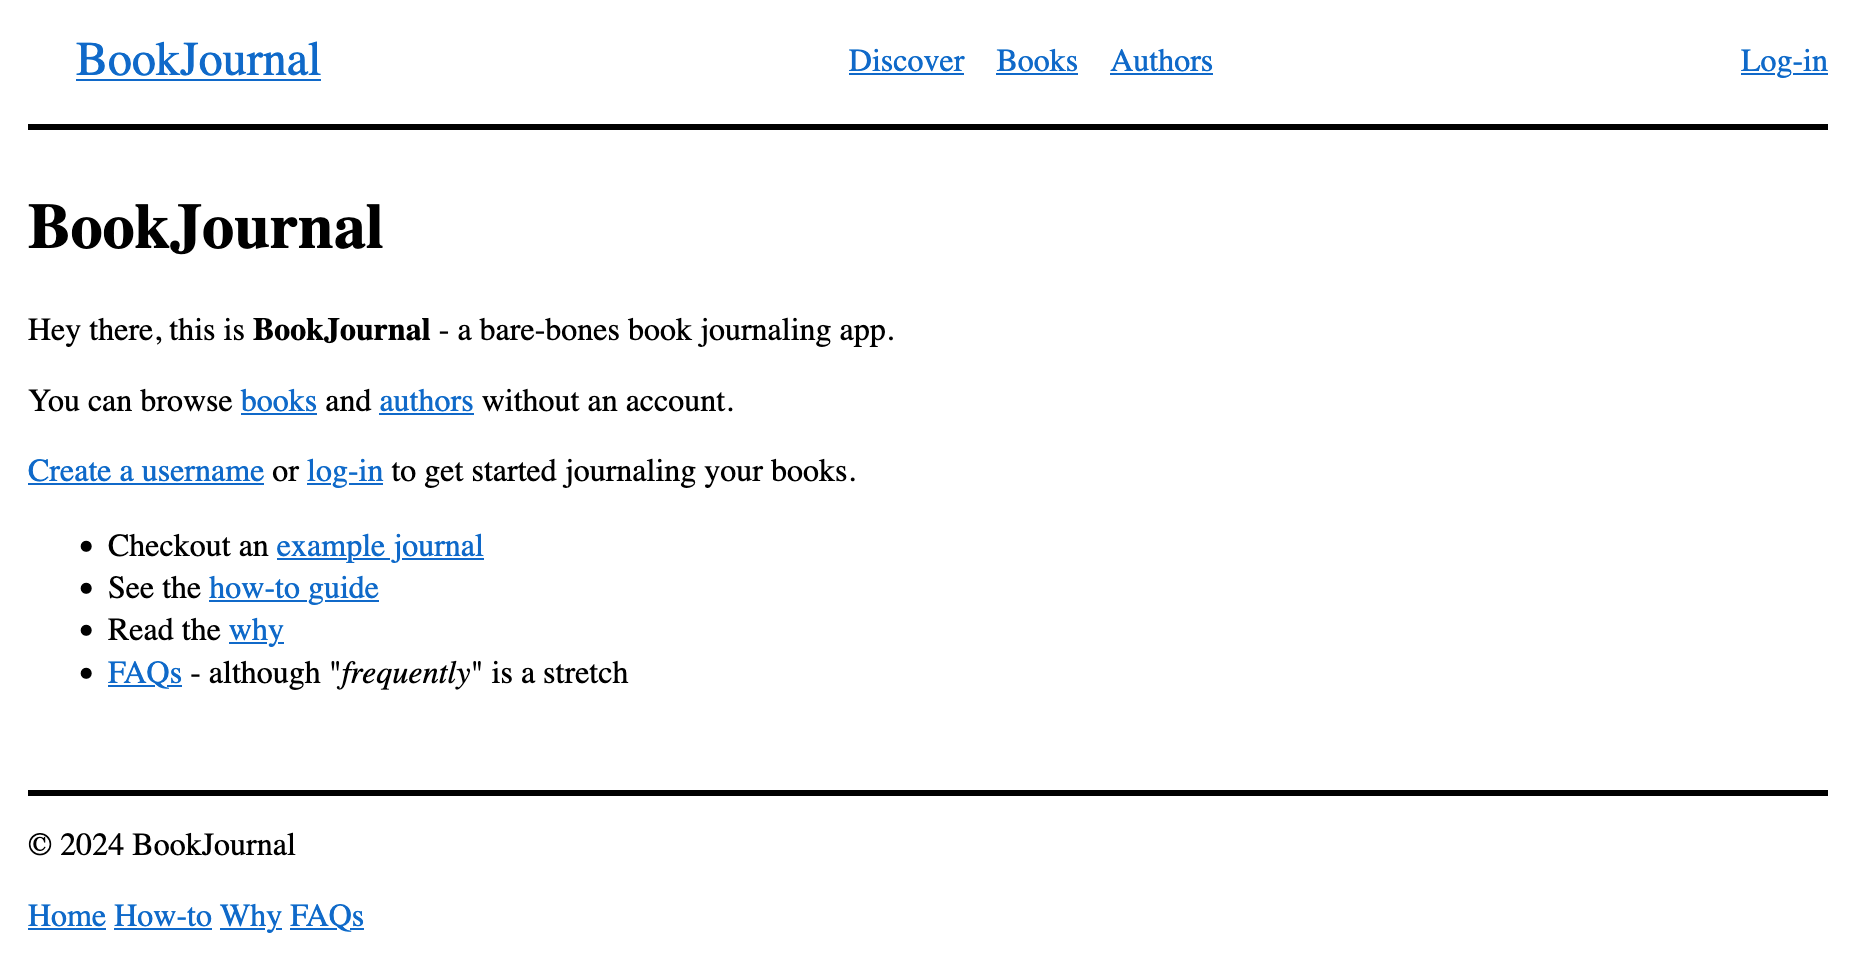 BookJournal Discover Books Authors Log-in
BookJournal
Hey there, this is BookJournal - a bare-bones book journaling app.
You can browse books and authors without an account.
Create a username or log-in to get started journaling your books.
• Checkout an example journal
• See the how-to guide
• Read the why
• FAQs - although "frequently" is a stretch
© 2024 BookJournal
Home How-to Why FAQs